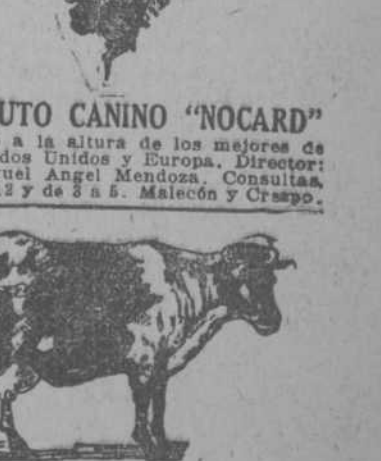 UTO CANINO "NOCARD"
a la altura de los mejores de
dos Unidos y Europa. Director:
uel Angel Mendoza. Consultas,
2 y de 3 a 5. Malecón y Crespo.